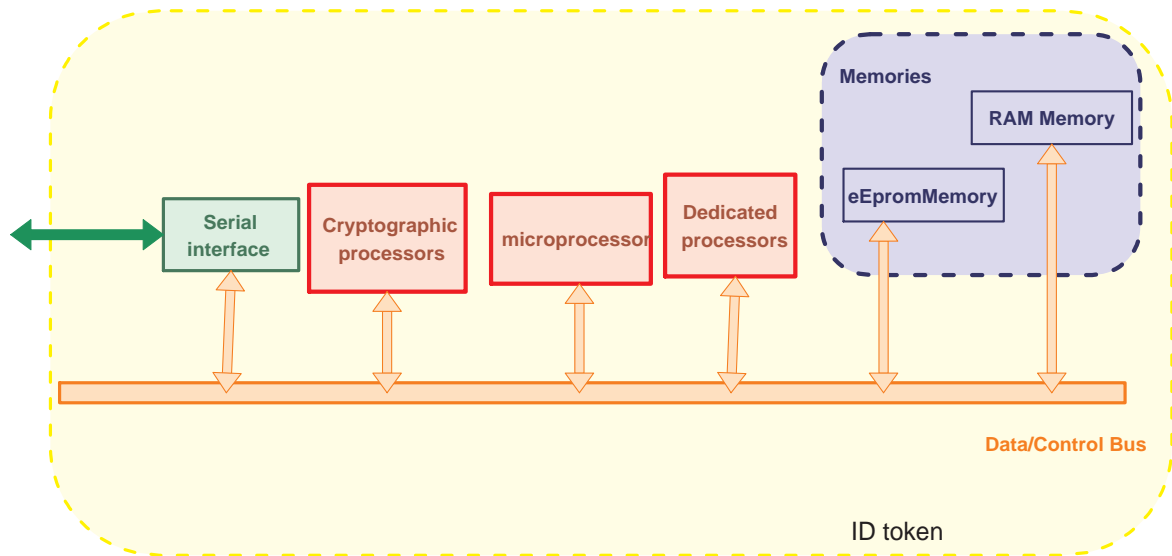 Memories
RAM Memory
eEpromMemory
Serial
interface
Cryptographic
processors
microprocessor
Dedicated
processors
Data/Control Bus
ID token